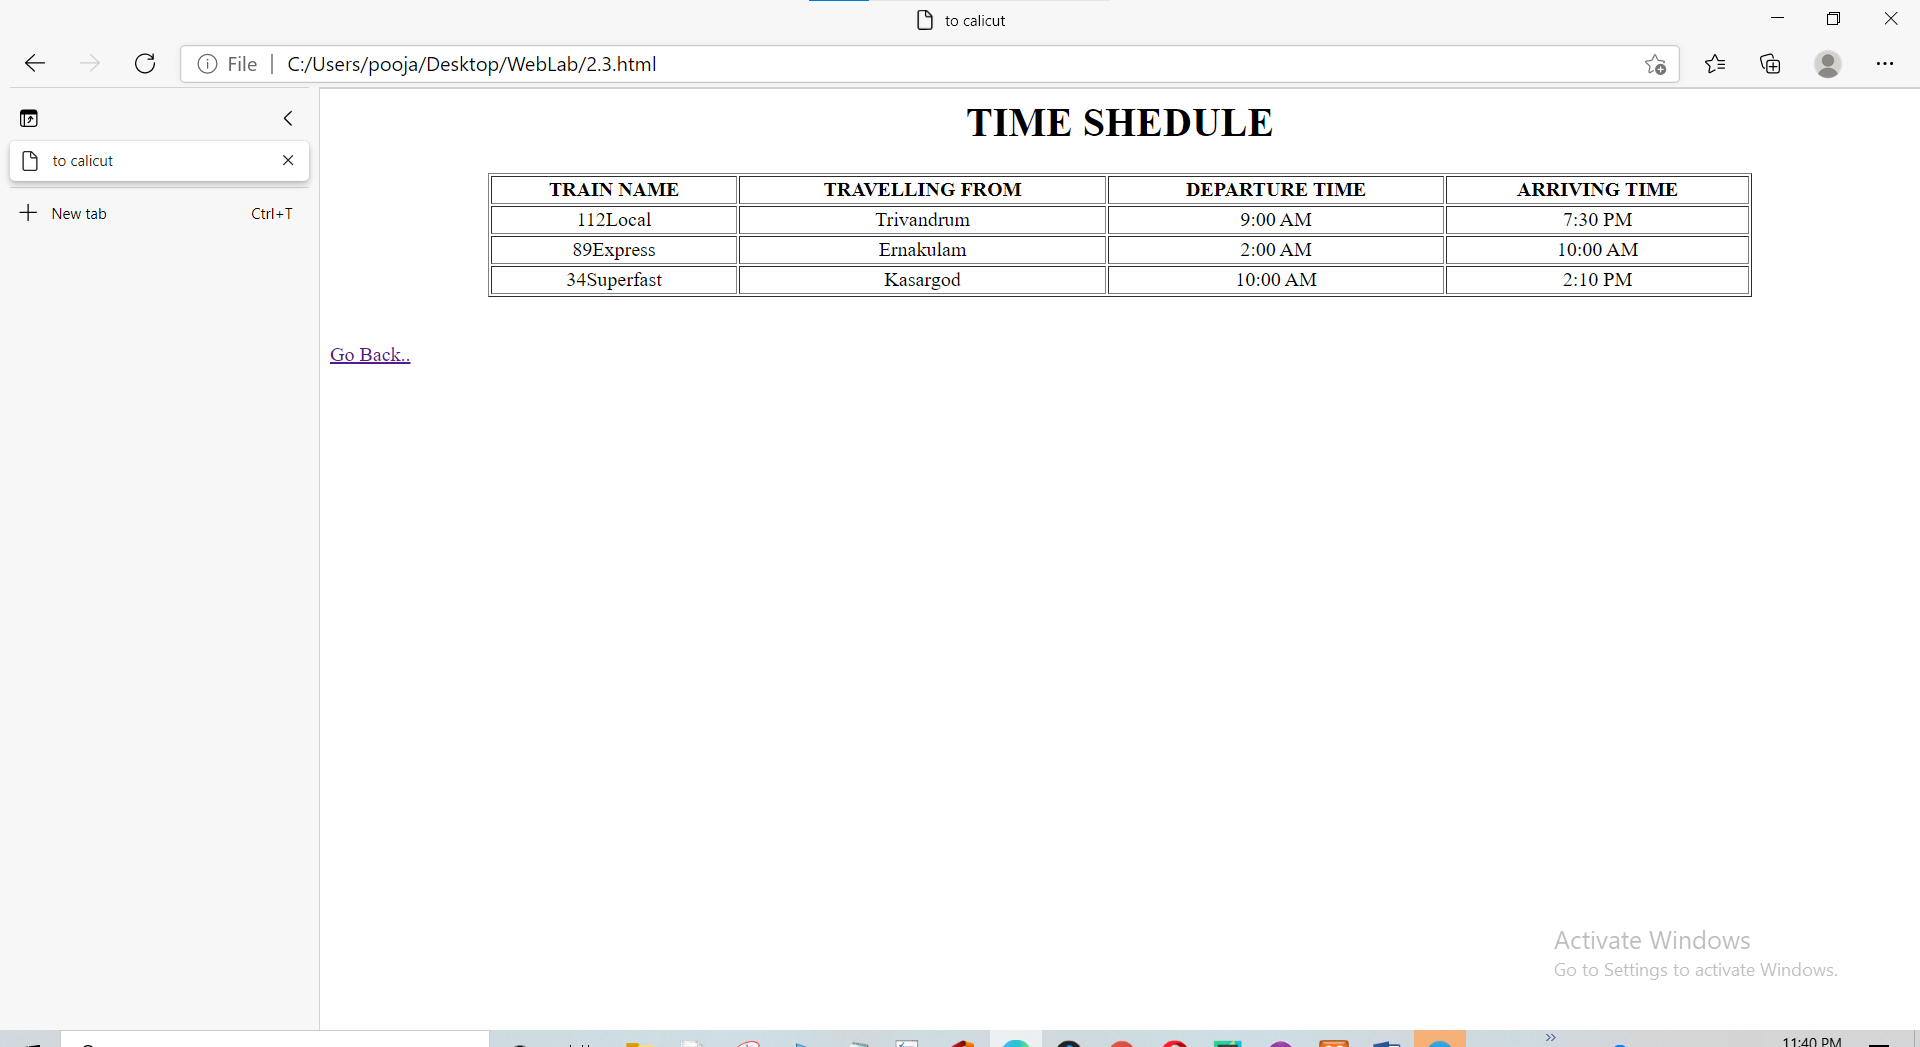 to calicut
File | C:/Users/pooja/Desktop/WebLab/2.3.html
to calicut
New tab Ctrl+T
TIME SHEDULE
TRAIN NAME TRAVELLING FROM DEPARTURE TIME ARRIVING TIME
112Local Trivandrum 9:00 AM 7:30 PM
89Express Ernakulam 2:00 AM 10:00 AM
34Superfast Kasargod 10:00 AM 2:10 PM
Go Back..
Activate Windows
Go to Settings to activate Windows.
11:40 PM